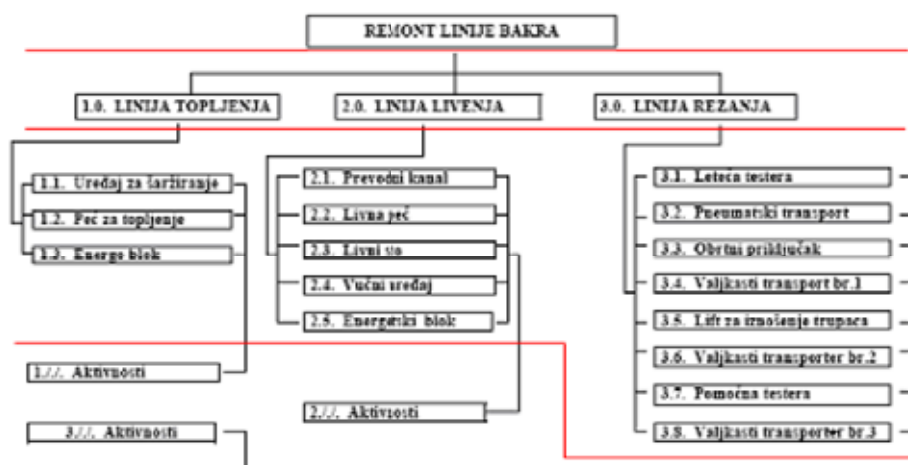 REMONT LINIJE BAKRA
1.0. LINIJA TOPLJENJA
2.0. LINIJA LIVENJA
3.0. LINIJA REZANJA
1.1. Uređaj za šaržiranje
1.2. Peć za topljenje
1.3. Energo blok
2.1. Prevodni kanal
2.2. Livna peć
2.3. Livni sto
2.4. Vučni uređaj
2.5. Energetski blok
3.1. Leteća testera
3.2. Pneumatski transport
3.3. Obrtni priključak
3.4. Valjkasti transport br.1
3.5. Lift za iznošenje trupaca
3.6. Valjkasti transporter br.2
3.7. Pomoćna testera
3.8. Valjkasti transporter br.3
1././. Aktivnosti
2././. Aktivnosti
3././. Aktivnosti